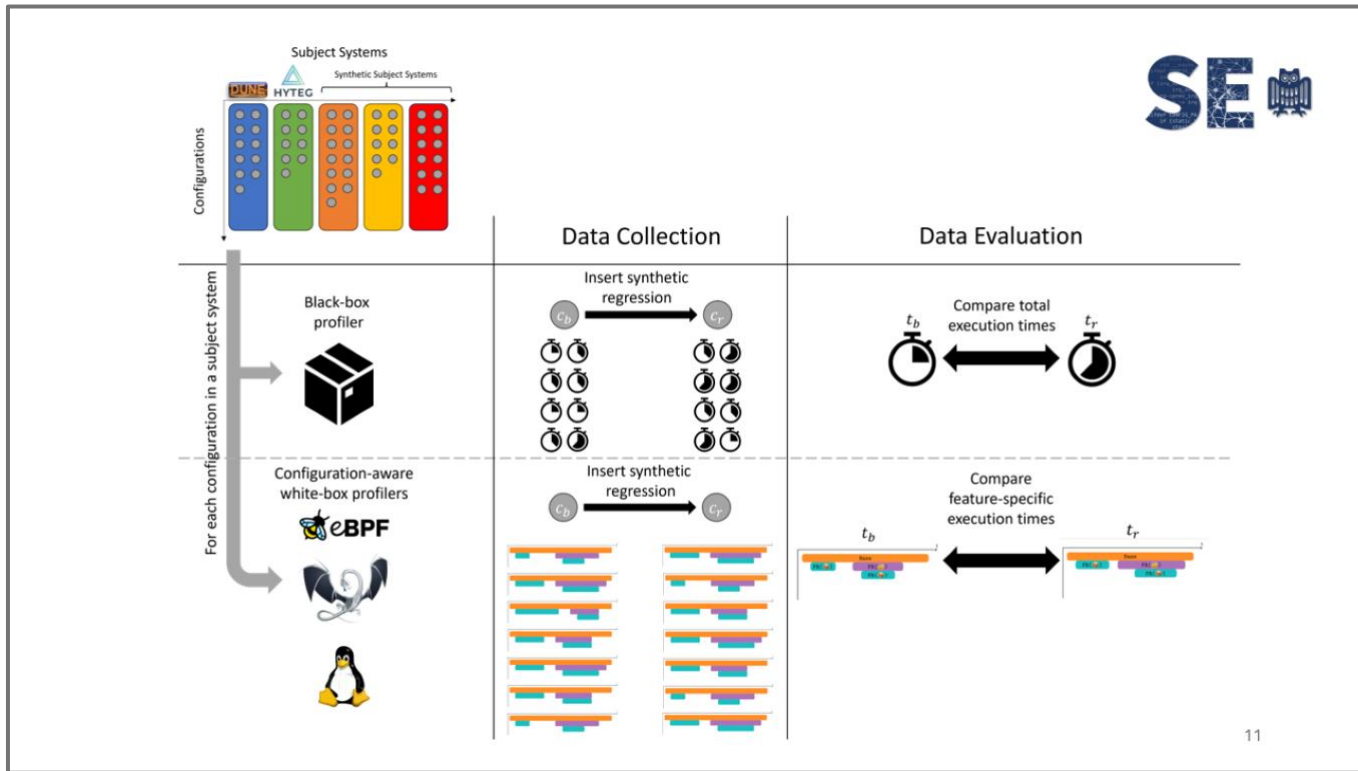 Subject Systems
DUNE
HYTEG
Synthetic Subject Systems
SE
Configurations
For each configuration in a subject system
Data Collection
Data Evaluation
Black-box
profiler
Insert synthetic
regression
c_b
c_r
Compare total
execution times
t_b
t_r
Configuration-aware
white-box profilers
eBPF
Insert synthetic
regression
c_b
c_r
Compare
feature-specific
execution times
t_b
t_r
Base
Base
11